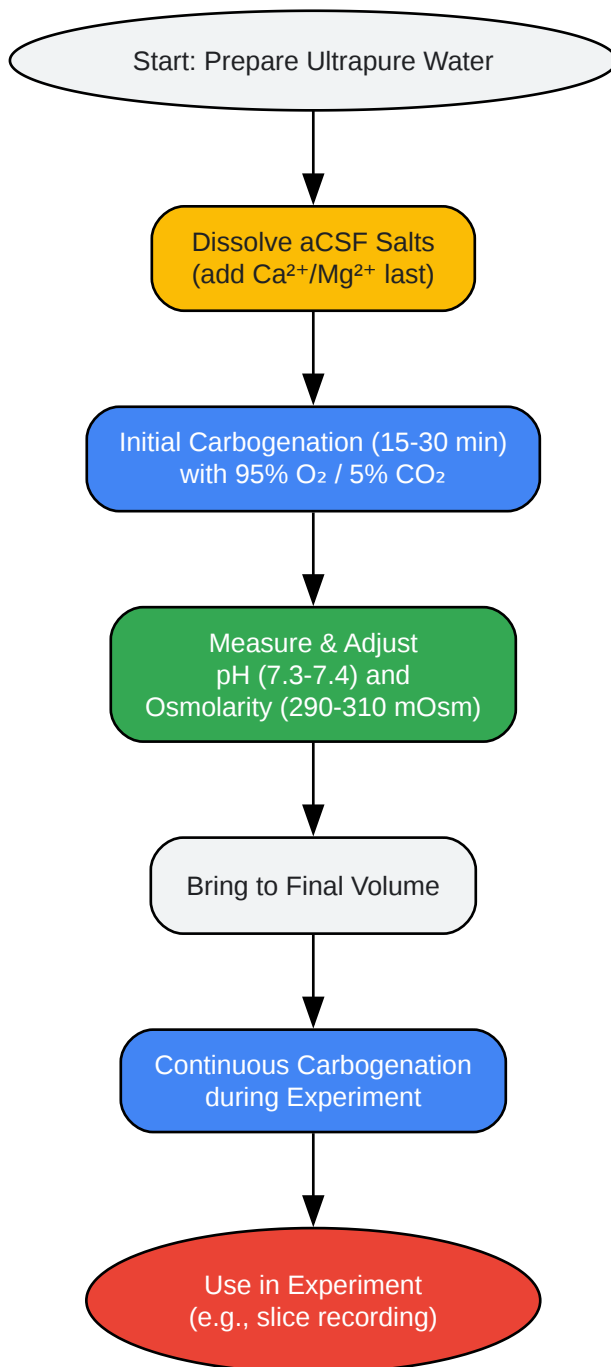 Start: Prepare Ultrapure Water
Dissolve aCSF Salts
(add Ca²⁺/Mg²⁺ last)
Initial Carbogenation (15-30 min)
with 95% O₂ / 5% CO₂
Measure & Adjust
pH (7.3-7.4) and
Osmolarity (290-310 mOsm)
Bring to Final Volume
Continuous Carbogenation
during Experiment
Use in Experiment
(e.g., slice recording)